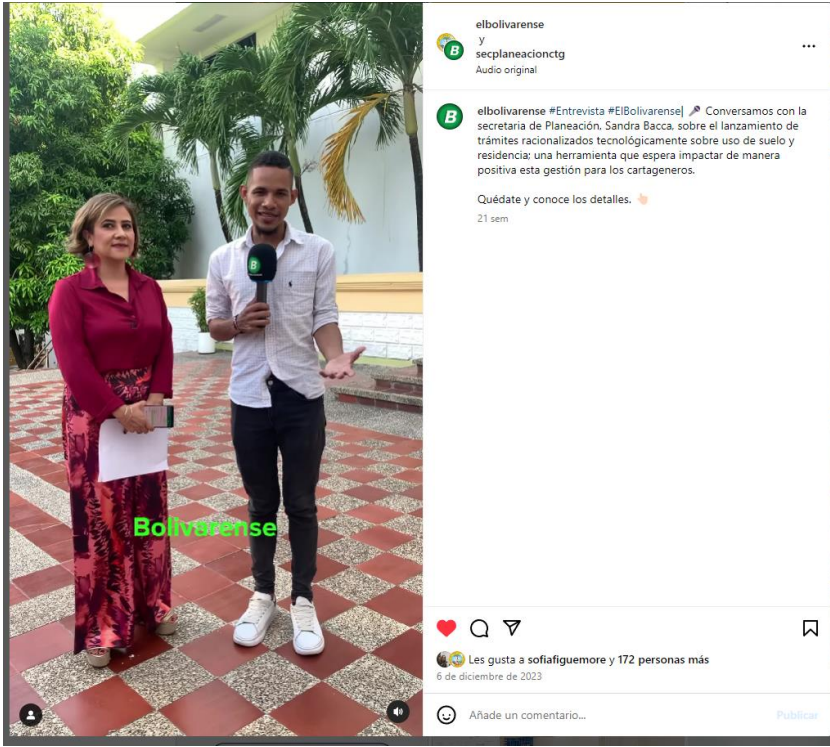 elbolivarense
y
secplaneacionctg
Audio original
elbolivarense #Entrevista #ElBolivarense| 🎤 Conversamos con la
secretaria de Planeación, Sandra Bacca, sobre el lanzamiento de
trámites racionalizados tecnológicamente sobre uso de suelo y
residencia; una herramienta que espera impactar de manera
positiva esta gestión para los cartageneros.
Quédate y conoce los detalles. 👆🏻
21 sem
Bolivarense
Les gusta a sofiafiguemore y 172 personas más
6 de diciembre de 2023
Añade un comentario...
Publicar